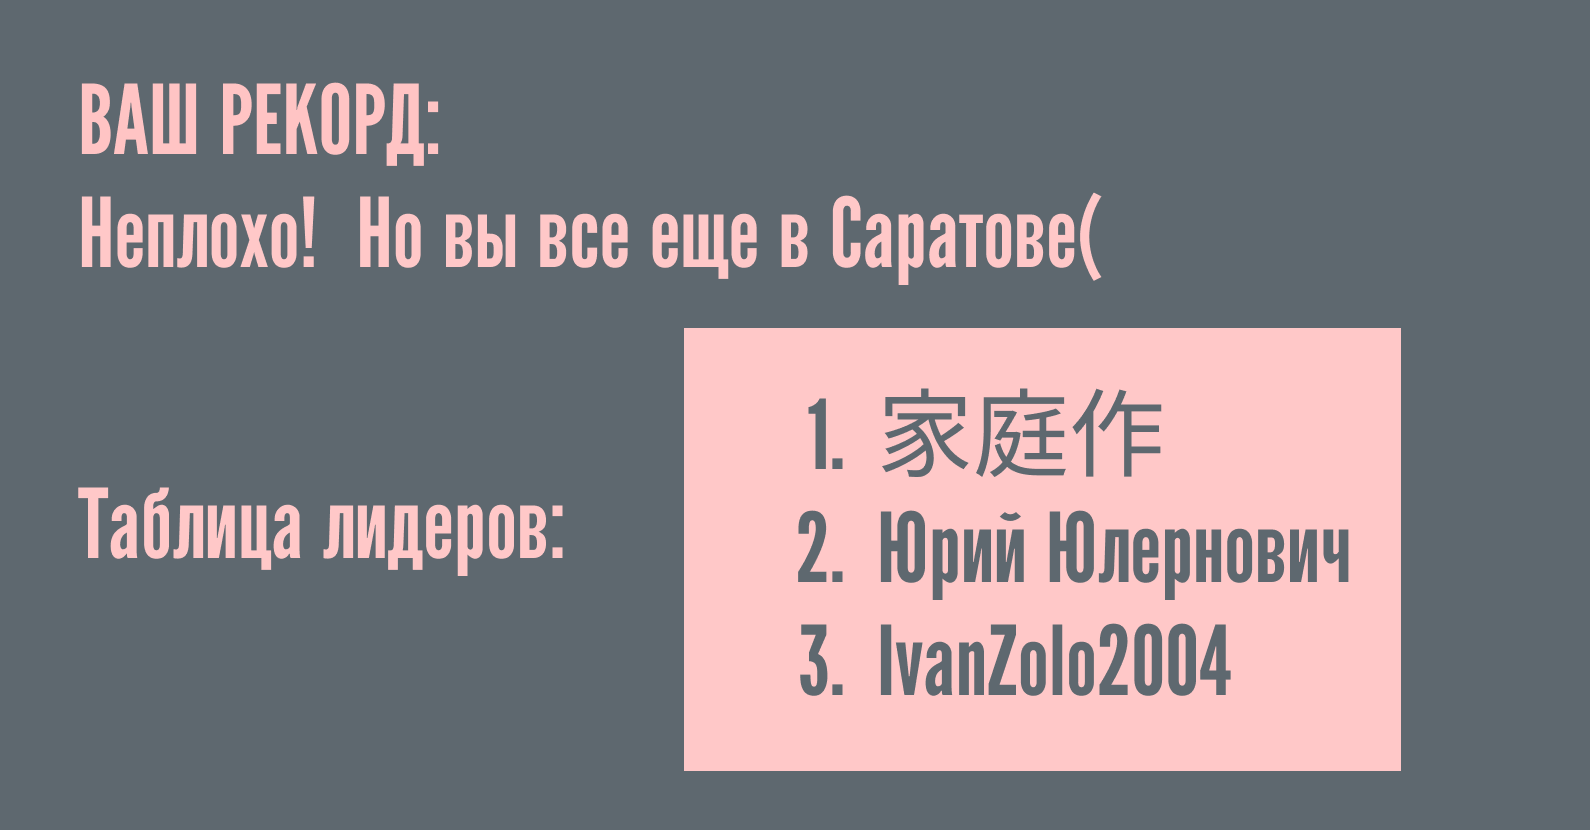 ВАШ РЕКОРД:
Неплохо!  Но вы все еще в Саратове(
Таблица лидеров:
1. 家庭作
2. Юрий Юлернович
3. IvanZolo2004